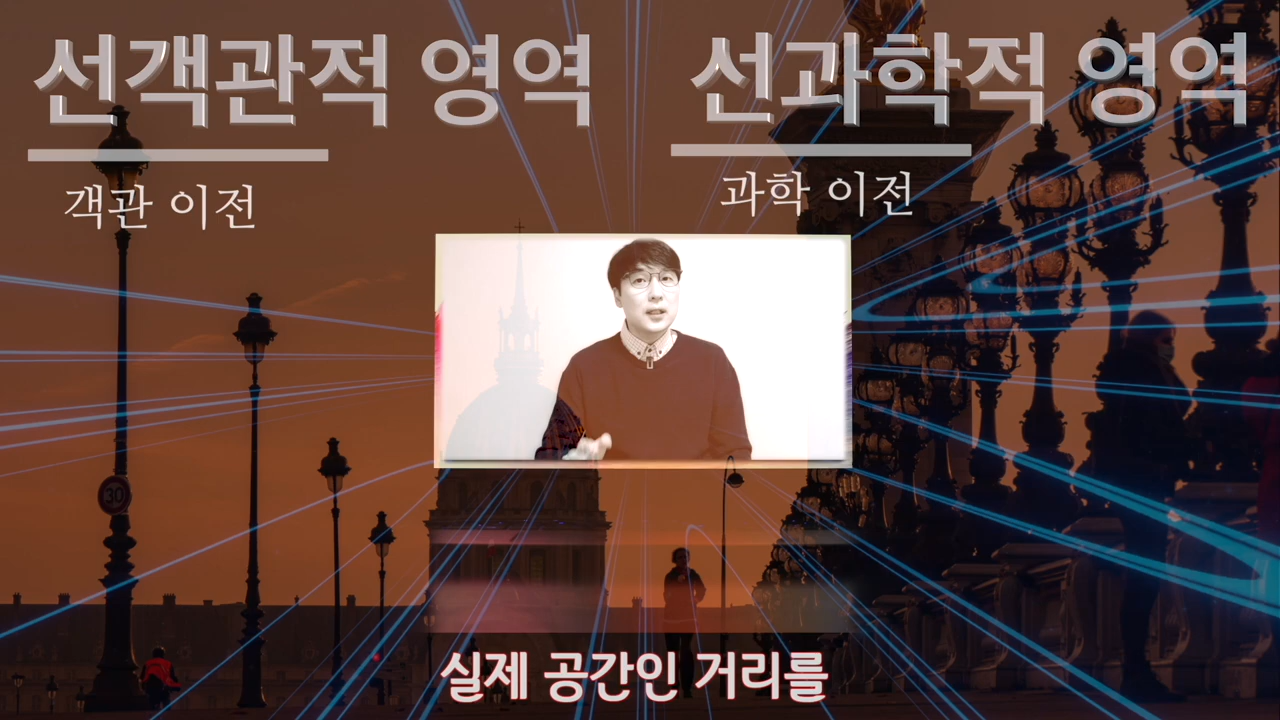 선객관적 영역
객관 이전
선과학적 영역
과학 이전
30
실제 공간인 거리를